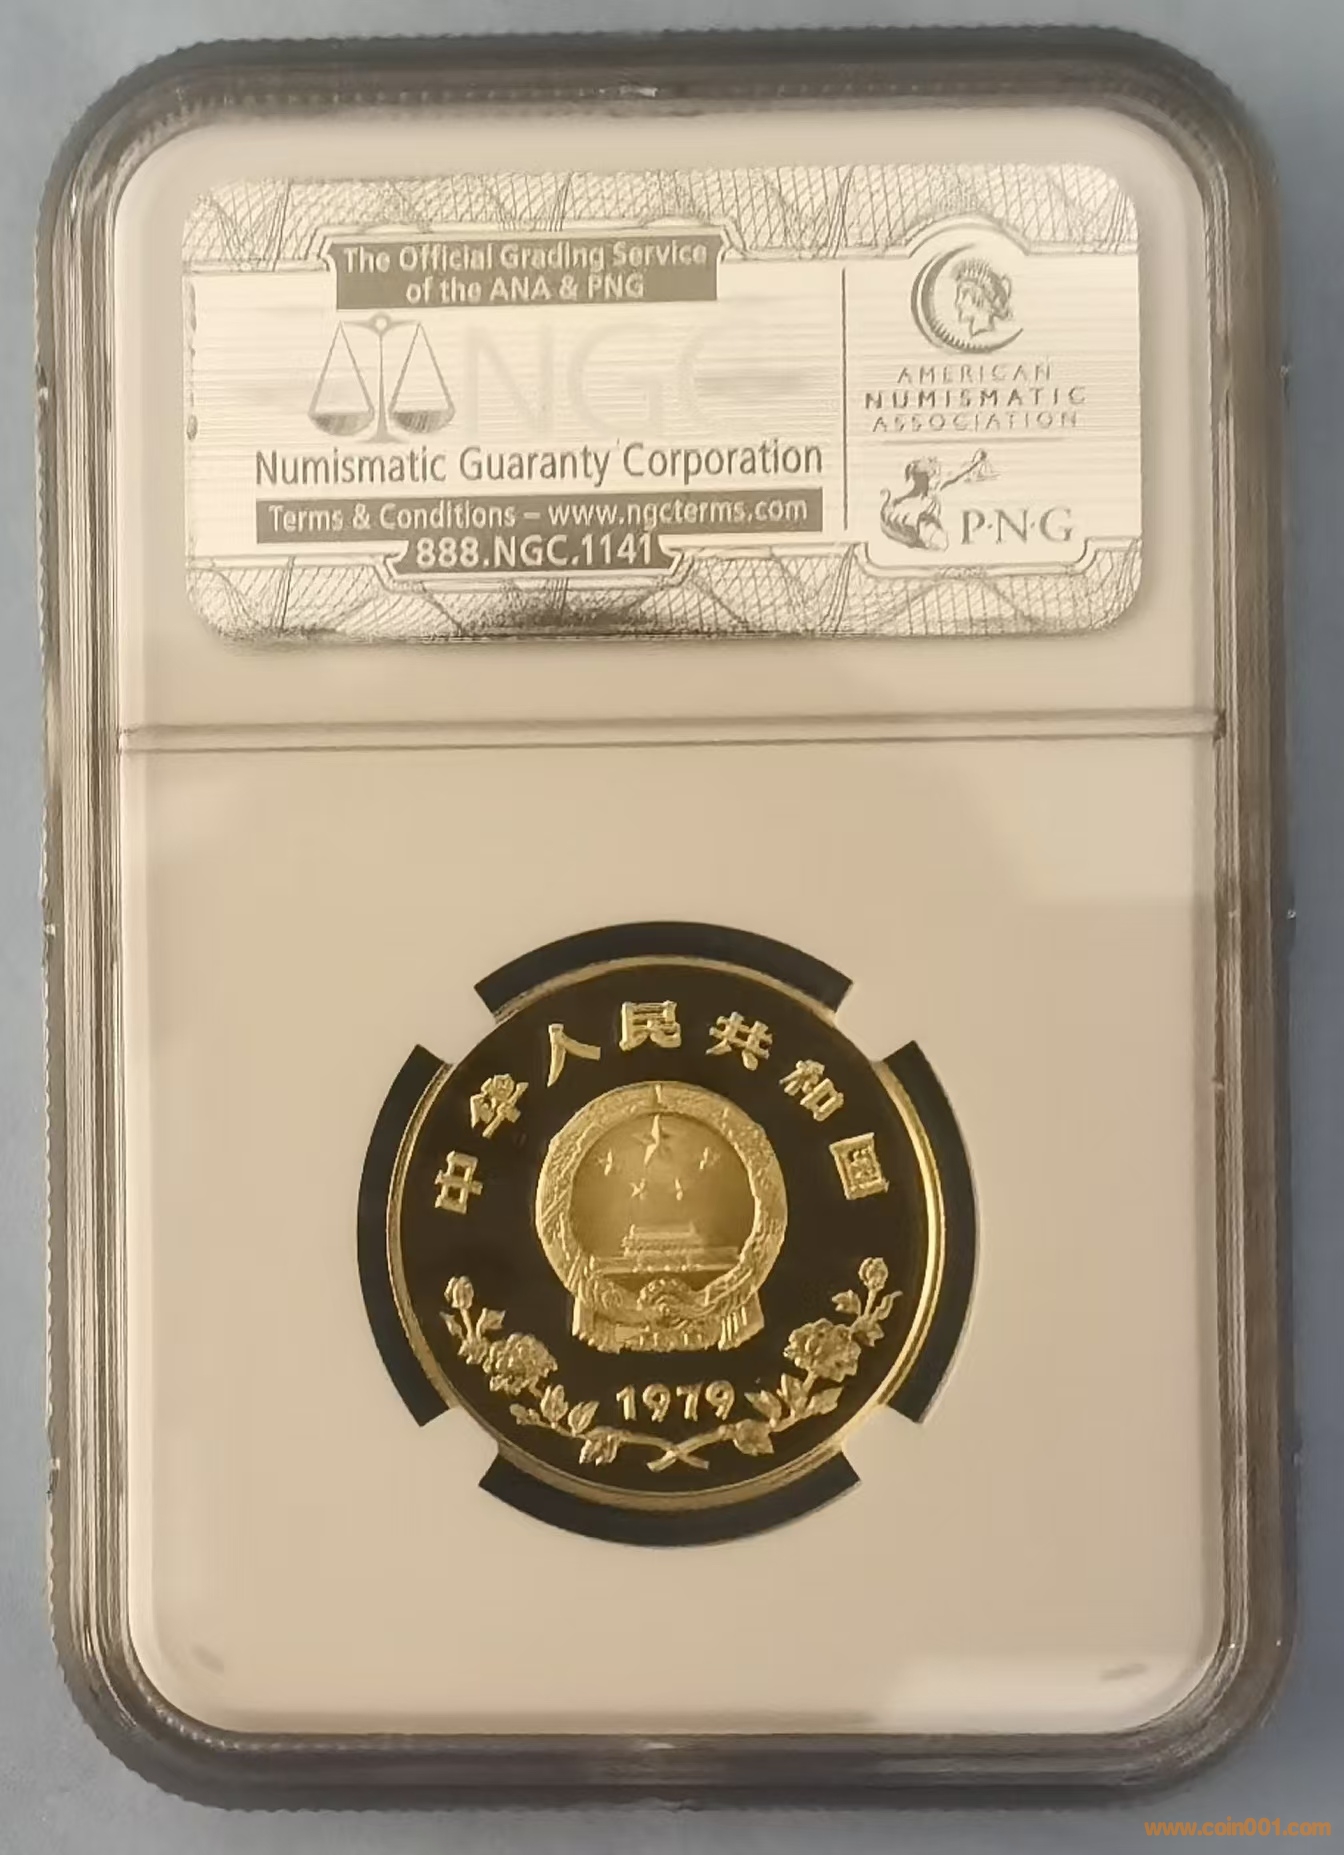 The Official Grading Service
of the ANA & PNG
NGC
Numismatic Guaranty Corporation
Terms & Conditions – www.ngcterms.com
888.NGC.1141
AMERICAN
NUMISMATIC
ASSOCIATION
P·N·G
中华人民共和国
1979
www.coin001.com